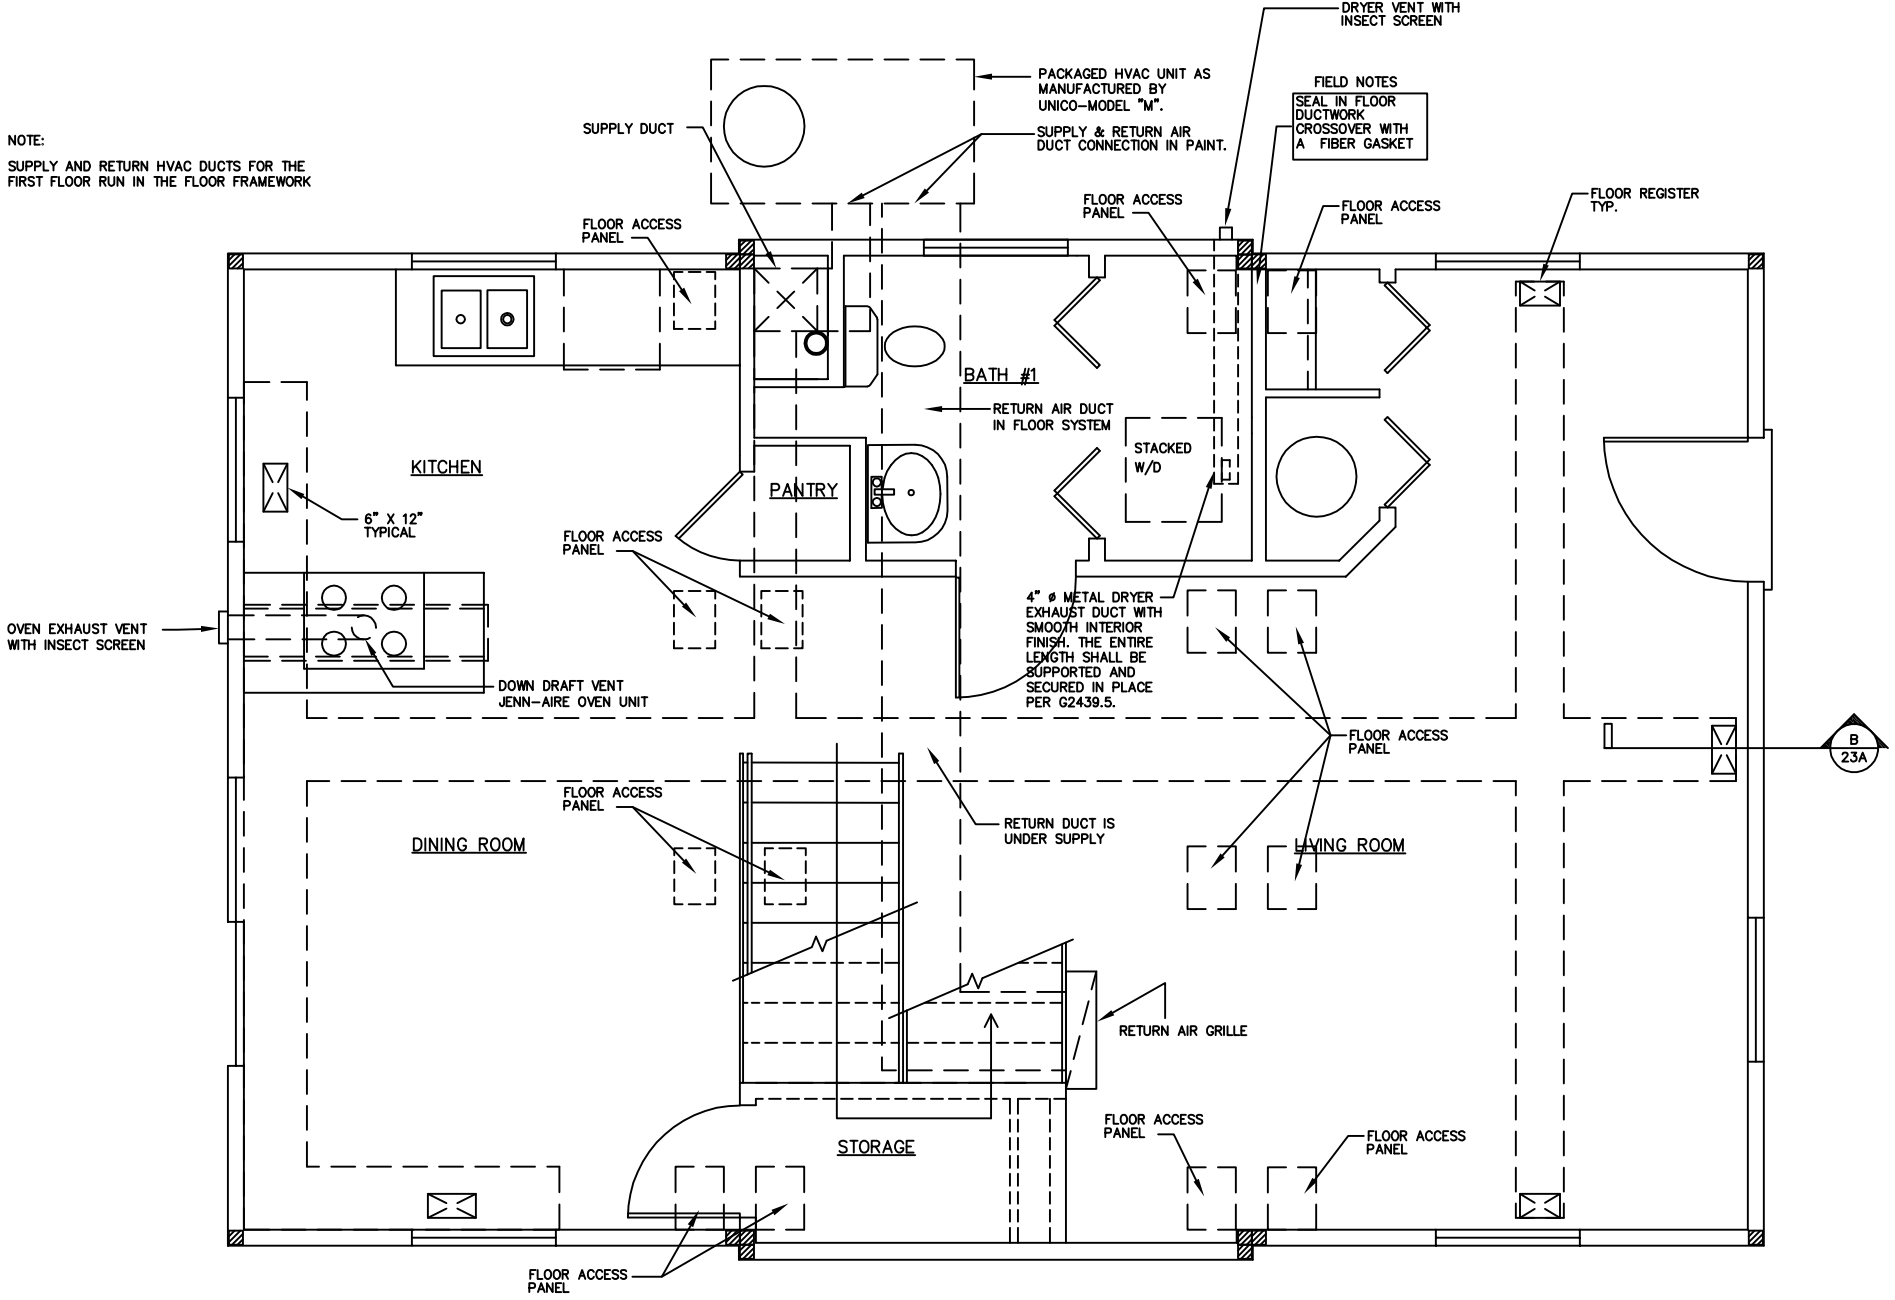 DRYER VENT WITH
INSECT SCREEN
PACKAGED HVAC UNIT AS
MANUFACTURED BY
UNICO-MODEL "M".
FIELD NOTES
SEAL IN FLOOR
DUCTWORK
CROSSOVER WITH
A FIBER GASKET
SUPPLY DUCT
SUPPLY & RETURN AIR
DUCT CONNECTION IN PAINT.
NOTE:
SUPPLY AND RETURN HVAC DUCTS FOR THE
FIRST FLOOR RUN IN THE FLOOR FRAMEWORK
FLOOR ACCESS
PANEL
FLOOR ACCESS
PANEL
FLOOR ACCESS
PANEL
FLOOR REGISTER
TYP.
BATH #1
RETURN AIR DUCT
IN FLOOR SYSTEM
STACKED
W/D
KITCHEN
PANTRY
6" X 12"
TYPICAL
FLOOR ACCESS
PANEL
4" ø METAL DRYER
EXHAUST DUCT WITH
SMOOTH INTERIOR
FINISH. THE ENTIRE
LENGTH SHALL BE
SUPPORTED AND
SECURED IN PLACE
PER G2439.5.
OVEN EXHAUST VENT
WITH INSECT SCREEN
DOWN DRAFT VENT
JENN-AIRE OVEN UNIT
FLOOR ACCESS
PANEL
B
23A
FLOOR ACCESS
PANEL
RETURN DUCT IS
UNDER SUPPLY
DINING ROOM
LIVING ROOM
RETURN AIR GRILLE
STORAGE
FLOOR ACCESS
PANEL
FLOOR ACCESS
PANEL
FLOOR ACCESS
PANEL